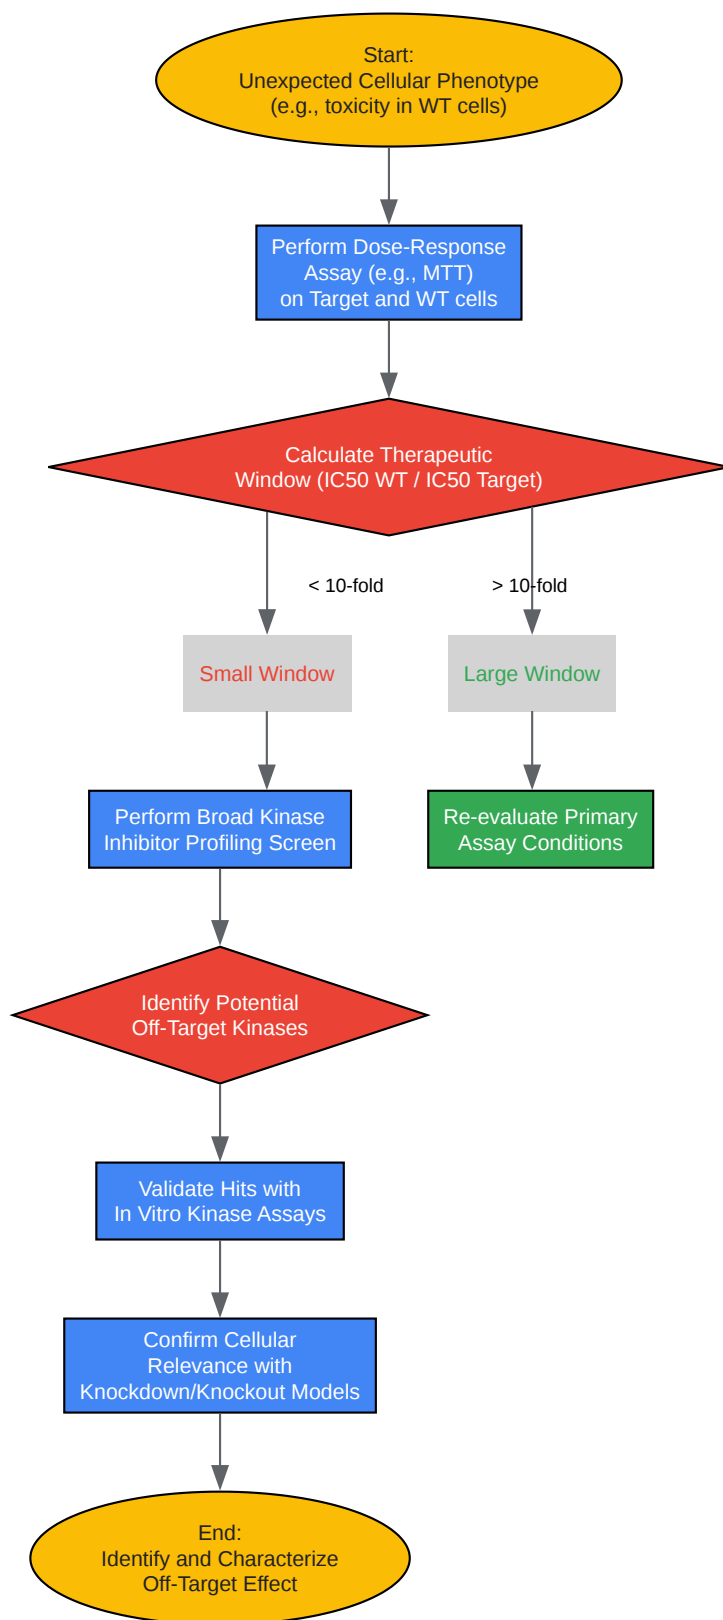 Start:
Unexpected Cellular Phenotype
(e.g., toxicity in WT cells)
Perform Dose-Response
Assay (e.g., MTT)
on Target and WT cells
Calculate Therapeutic
Window (IC50 WT / IC50 Target)
< 10-fold
> 10-fold
Small Window
Large Window
Perform Broad Kinase
Inhibitor Profiling Screen
Re-evaluate Primary
Assay Conditions
Identify Potential
Off-Target Kinases
Validate Hits with
In Vitro Kinase Assays
Confirm Cellular
Relevance with
Knockdown/Knockout Models
End:
Identify and Characterize
Off-Target Effect